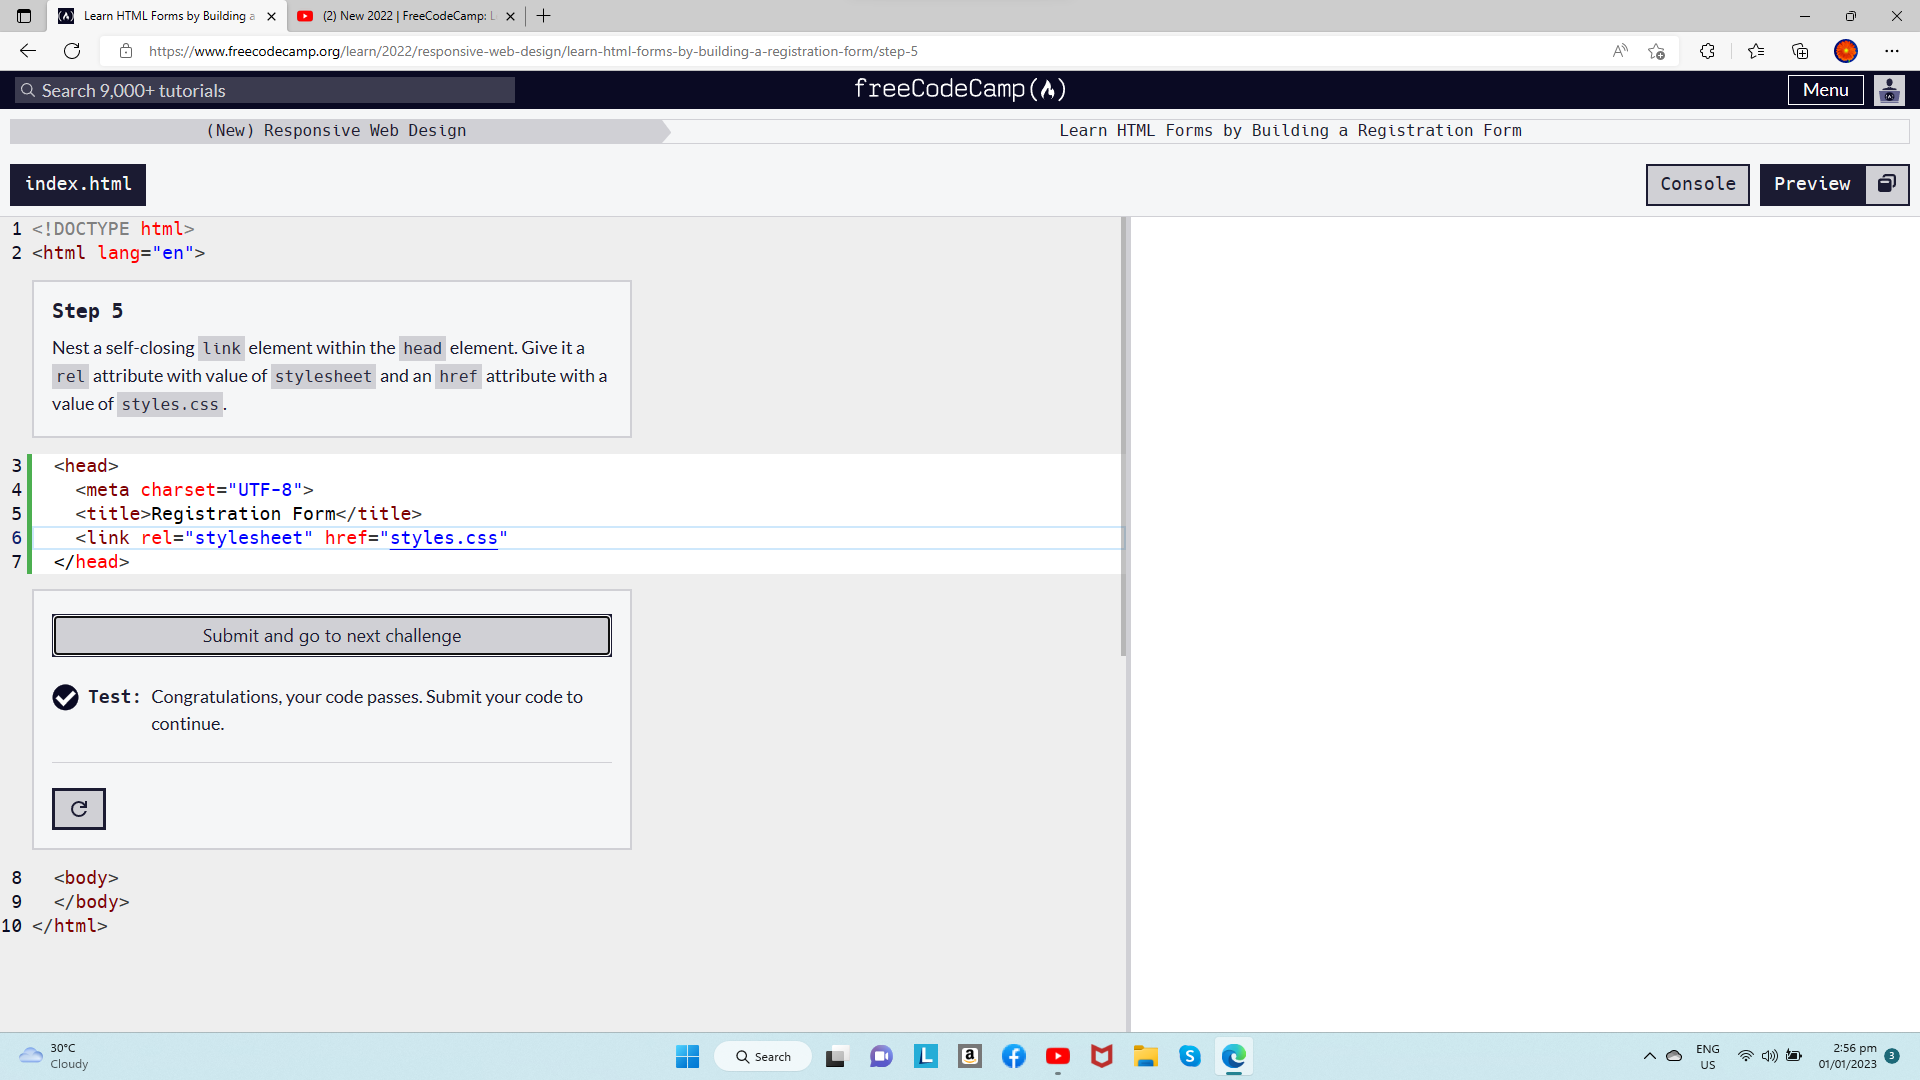 Learn HTML Forms by Building a
(2) New 2022 | FreeCodeCamp: L
https://www.freecodecamp.org/learn/2022/responsive-web-design/learn-html-forms-by-building-a-registration-form/step-5
Search 9,000+ tutorials
freeCodeCamp
Menu
(New) Responsive Web Design
Learn HTML Forms by Building a Registration Form
index.html
Console
Preview
1 <!DOCTYPE html>
2 <html lang="en">
Step 5
Nest a self-closing link element within the head element. Give it a
rel attribute with value of stylesheet and an href attribute with a
value of styles.css.
3 <head>
4 <meta charset="UTF-8">
5 <title>Registration Form</title>
6 <link rel="stylesheet" href="styles.css"
7 </head>
Submit and go to next challenge
Test: Congratulations, your code passes. Submit your code to
continue.
8 <body>
9 </body>
10 </html>
30°C
Cloudy
Search
ENG
US
2:56 pm
01/01/2023
3